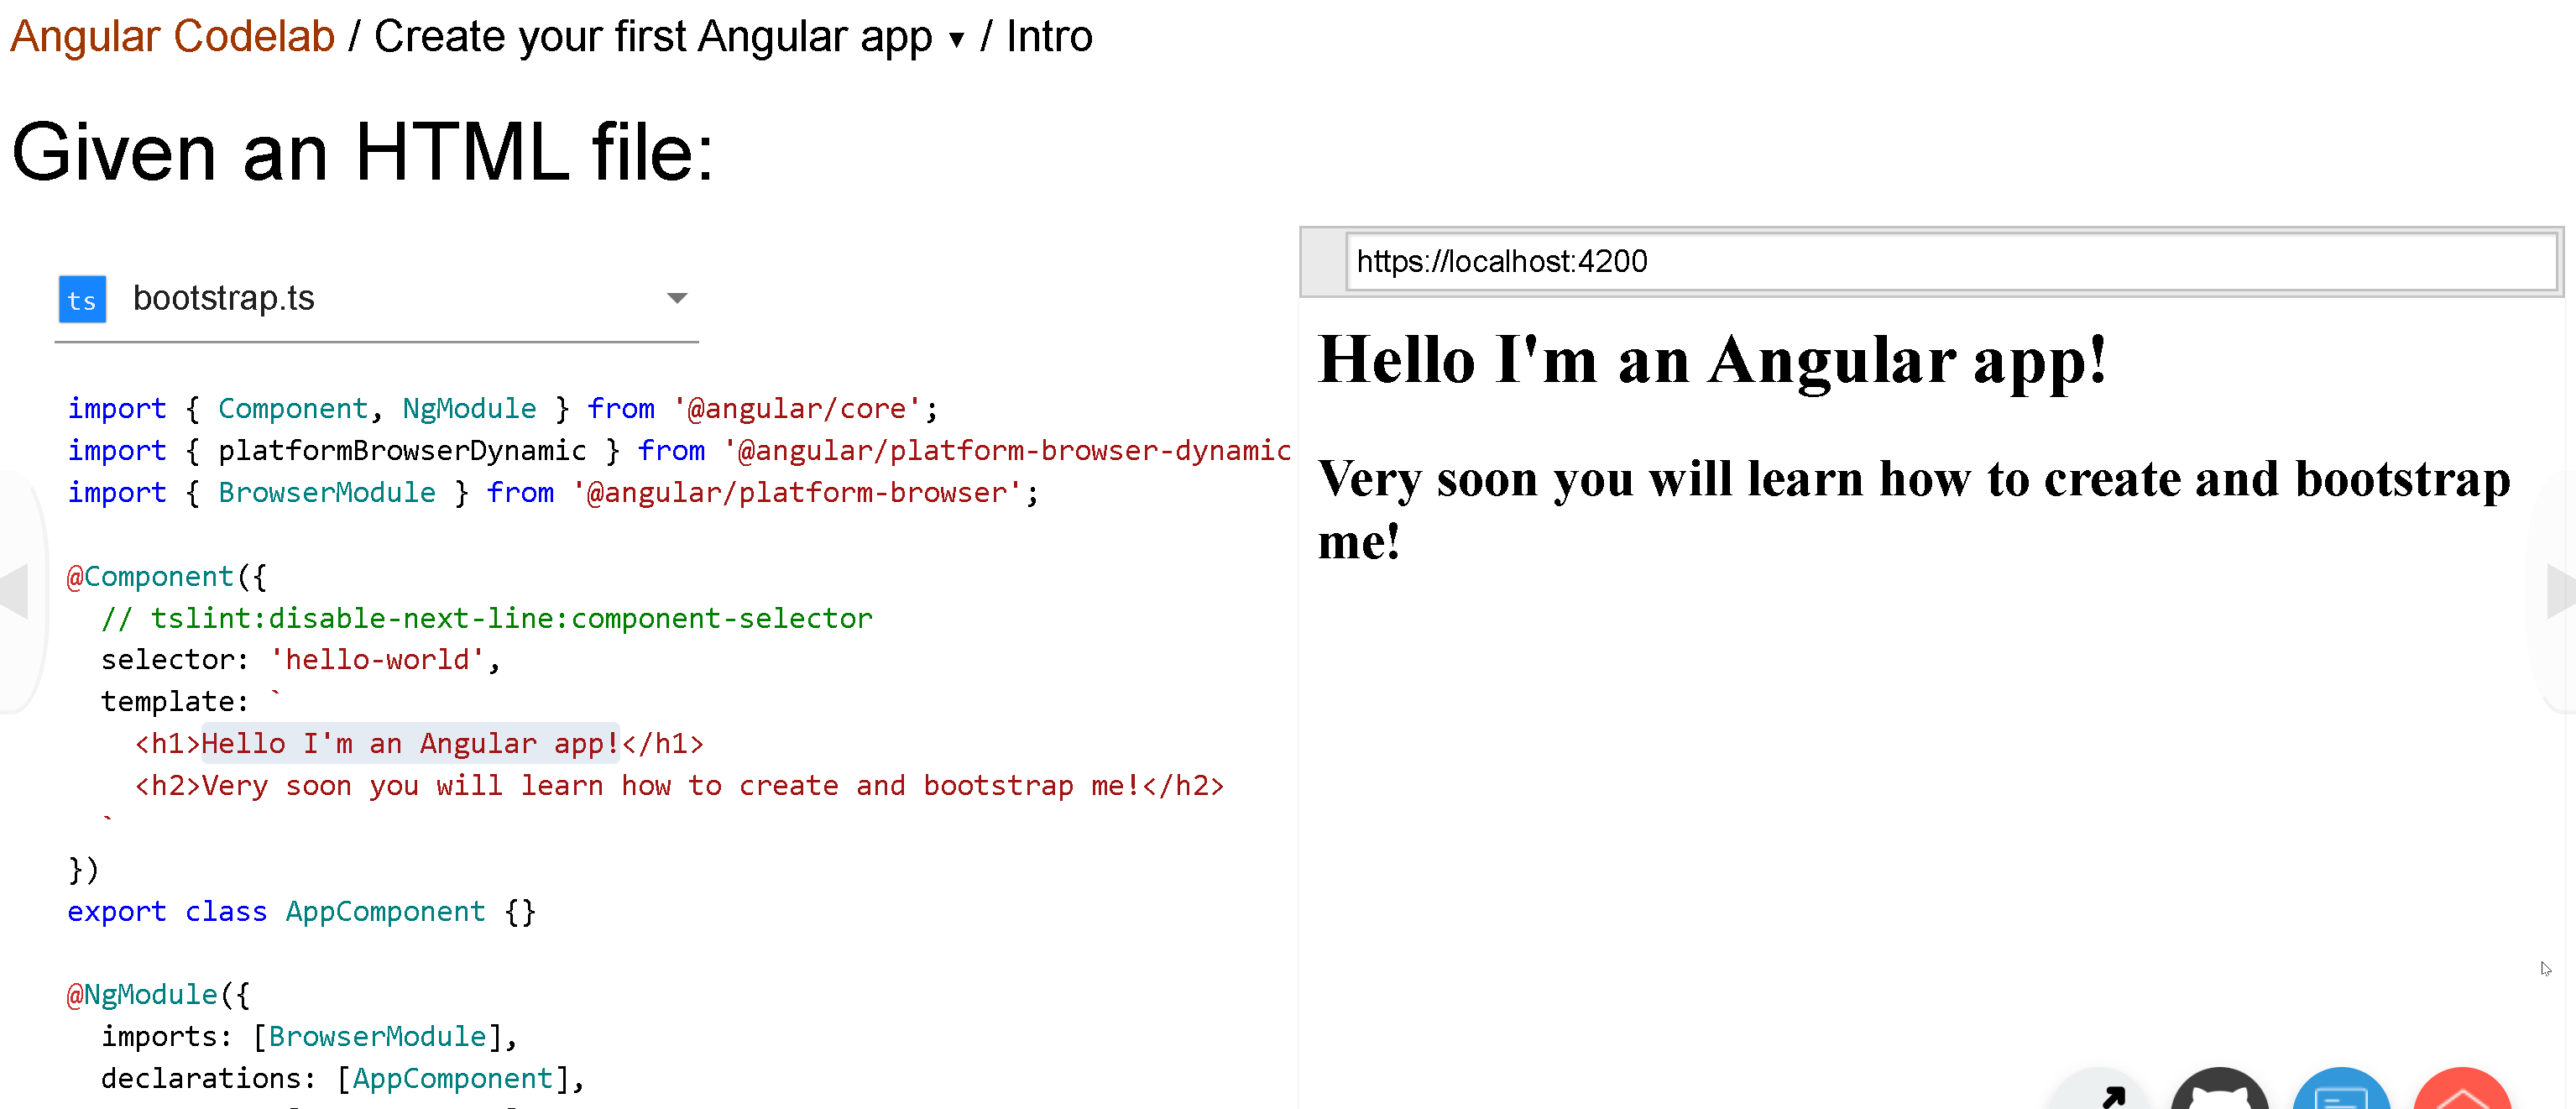 Angular Codelab / Create your first Angular app ▾ / Intro
Given an HTML file:
ts bootstrap.ts
import { Component, NgModule } from '@angular/core';
import { platformBrowserDynamic } from '@angular/platform-browser-dynamic
import { BrowserModule } from '@angular/platform-browser';
@Component({
// tslint:disable-next-line:component-selector
selector: 'hello-world',
template: `
<h1>Hello I'm an Angular app!</h1>
<h2>Very soon you will learn how to create and bootstrap me!</h2>
`
})
export class AppComponent {}
@NgModule({
imports: [BrowserModule],
declarations: [AppComponent],
https://localhost:4200
Hello I'm an Angular app!
Very soon you will learn how to create and bootstrap
me!